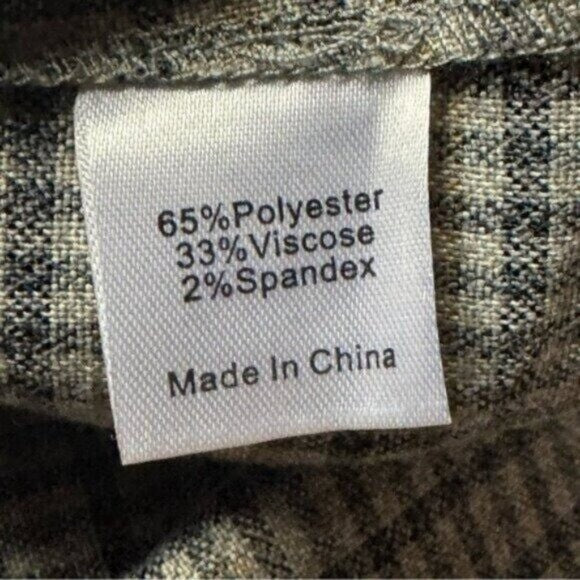 65%Polyester
33%Viscose
2%Spandex
Made In China